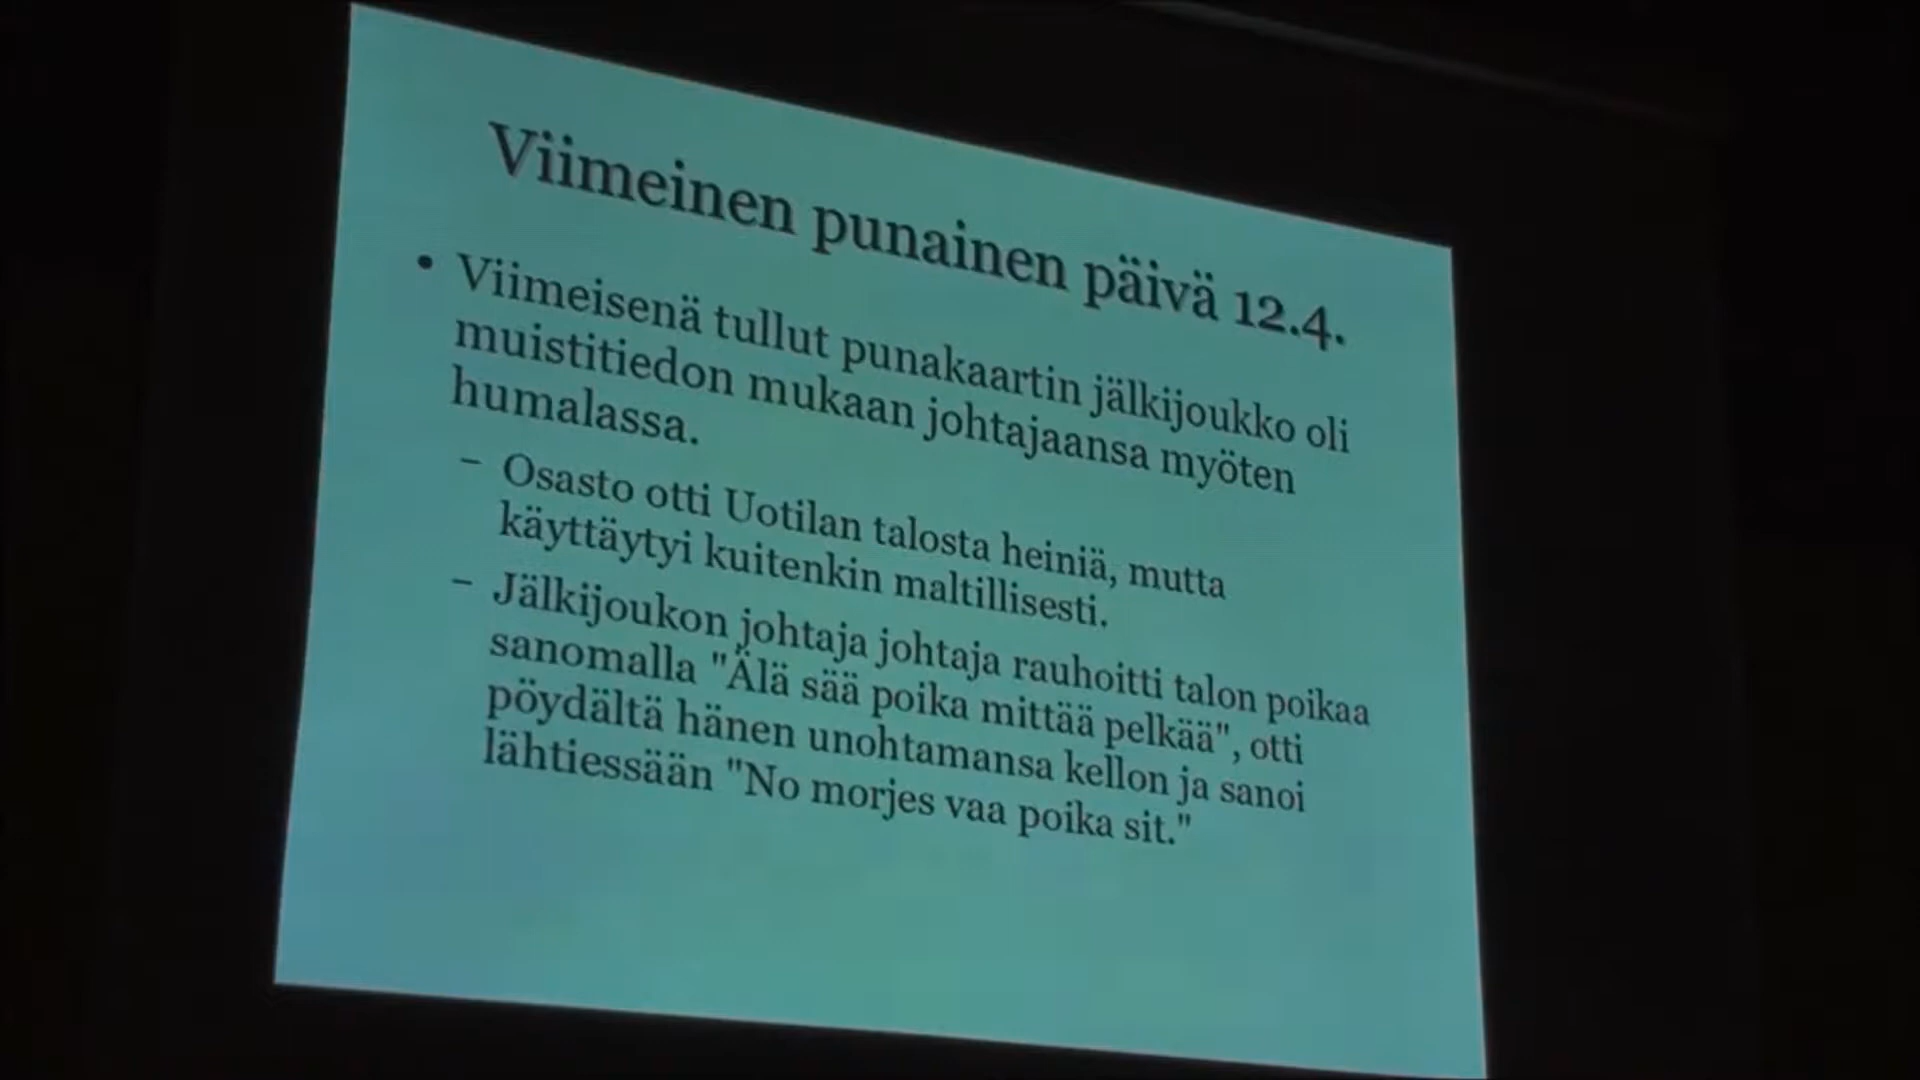 Viimeinen punainen päivä 12.4.
• Viimeisenä tullut punakaartin jälkijoukko oli
muistitiedon mukaan johtajaansa myöten
humalassa.
– Osasto otti Uotilan talosta heiniä, mutta
käyttäytyi kuitenkin maltillisesti.
– Jälkijoukon johtaja johtaja rauhoitti talon poikaa
sanomalla "Älä sää poika mittää pelkää", otti
pöydältä hänen unohtamansa kellon ja sanoi
lähtiessään "No morjes vaa poika sit."